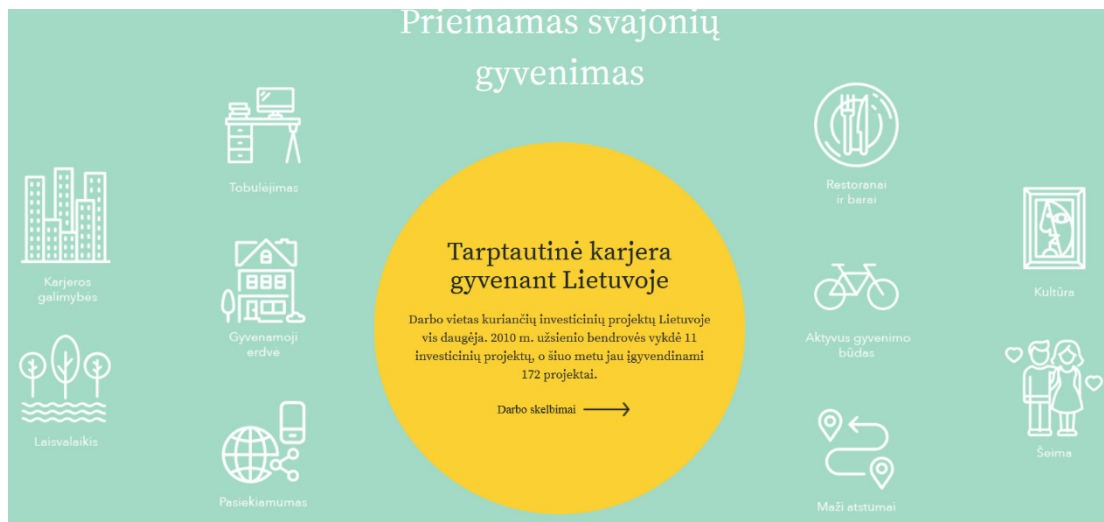 Prieinamas svajonių
gyvenimas
Tobulėjimas
Karjeros
galimybės
Gyvenamoji
erdvė
Laisvalaikis
Pasiekiamumas
Tarptautinė karjera
gyvenant Lietuvoje
Darbo vietas kuriančių investicinių projektų Lietuvoje
vis daugėja. 2010 m. užsienio bendrovės vykdė 11
investicinių projektų, o šiuo metu jau įgyvendinami
172 projektai.
Darbo skelbimai
Restoranai
ir barai
Kultūra
Aktyvus gyvenimo
būdas
Šeima
Maži atstumai